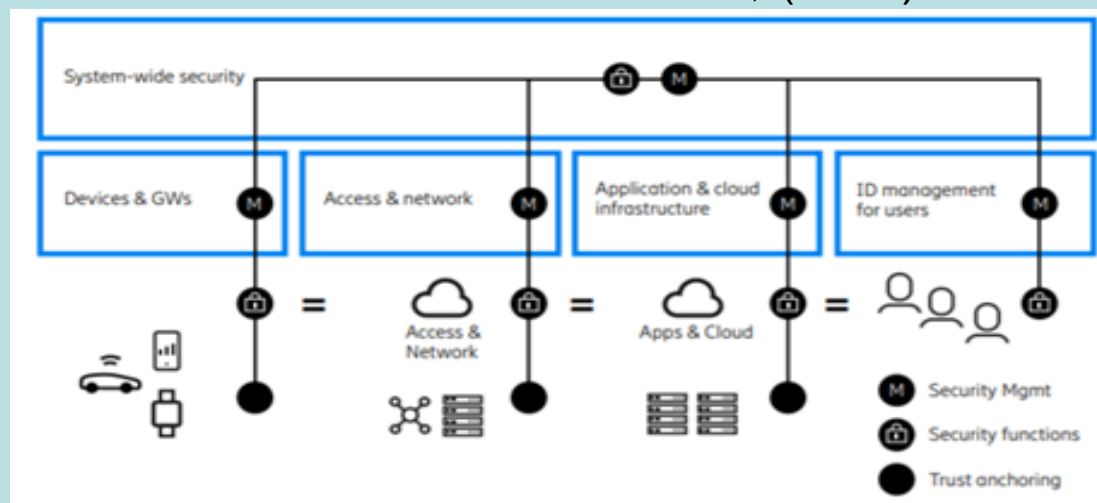 System-wide security
M
Devices & GWs
M
Access & network
M
Application & cloud
infrastructure
M
ID management
for users
M
=
=
=
Access &
Network
Apps & Cloud
M Security Mgmt
Security functions
Trust anchoring